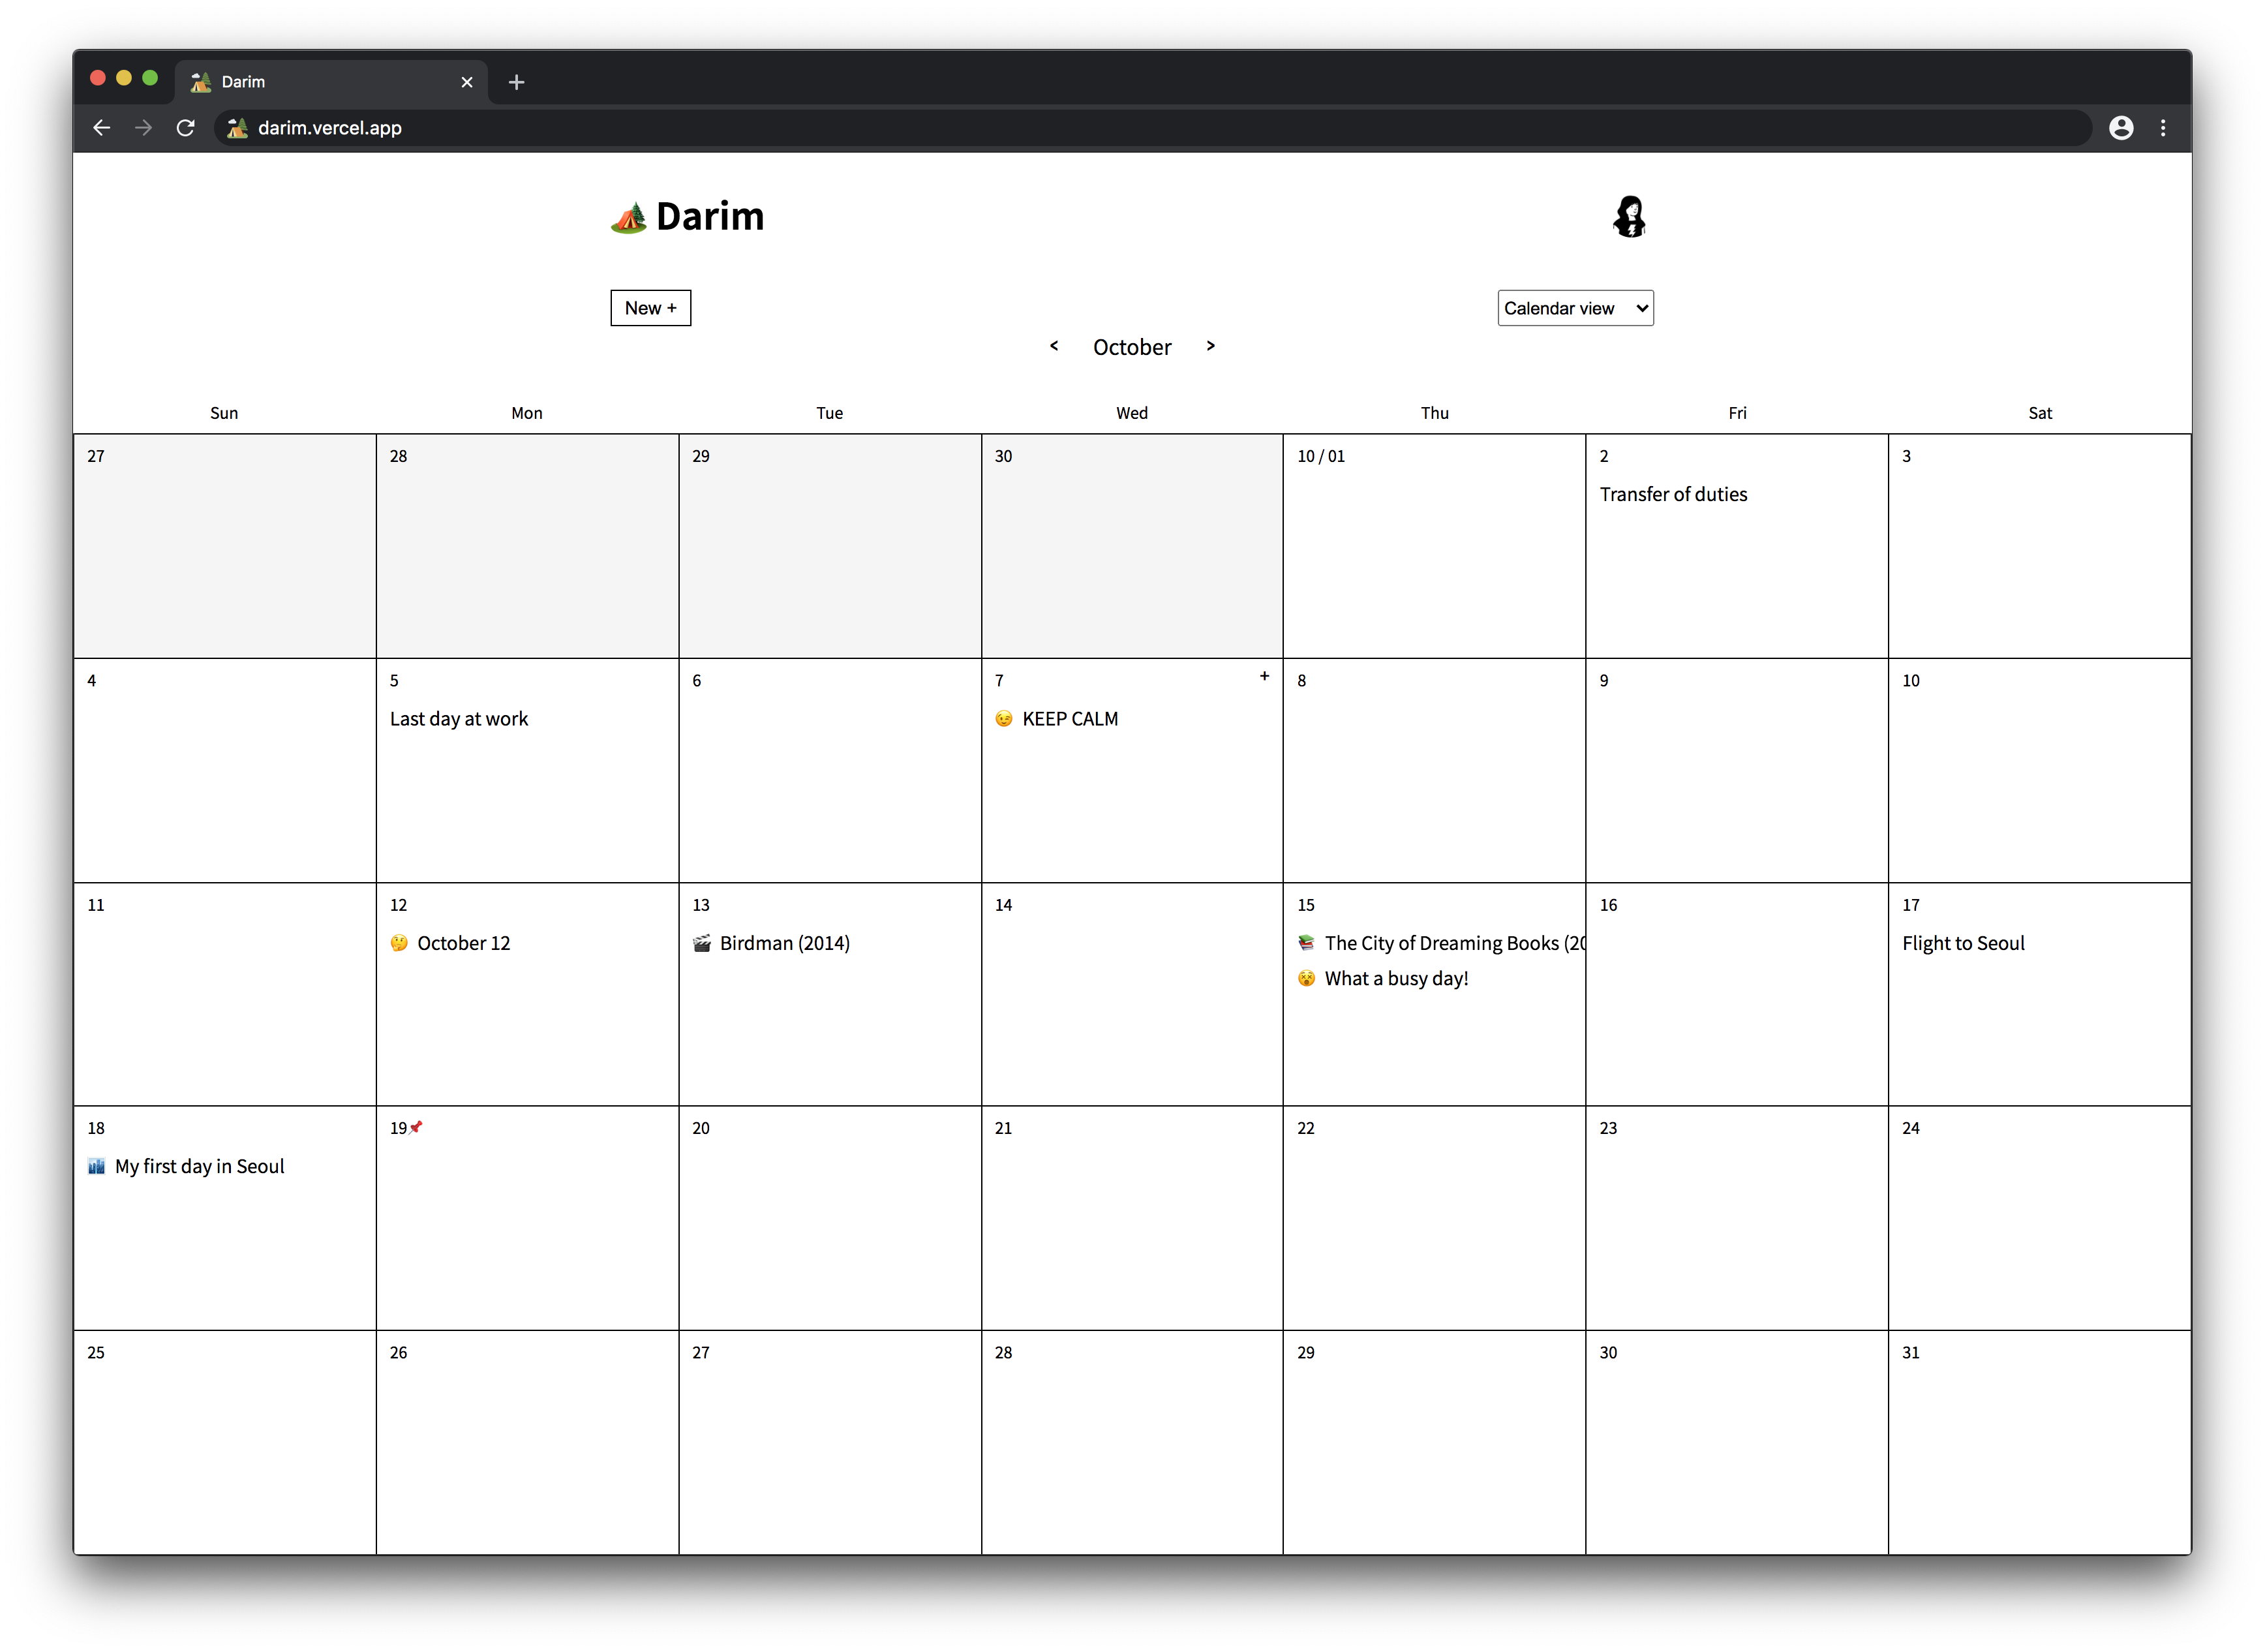 Darim
darim.vercel.app
Darim
New +
Calendar view
< October >
Sun Mon Tue Wed Thu Fri Sat
27 28 29 30 10 / 01 2 3
Transfer of duties
4 5 6 7 + 8 9 10
Last day at work
KEEP CALM
11 12 13 14 15 16 17
October 12
Birdman (2014)
The City of Dreaming Books (20
Flight to Seoul
What a busy day!
18 19 20 21 22 23 24
My first day in Seoul
25 26 27 28 29 30 31